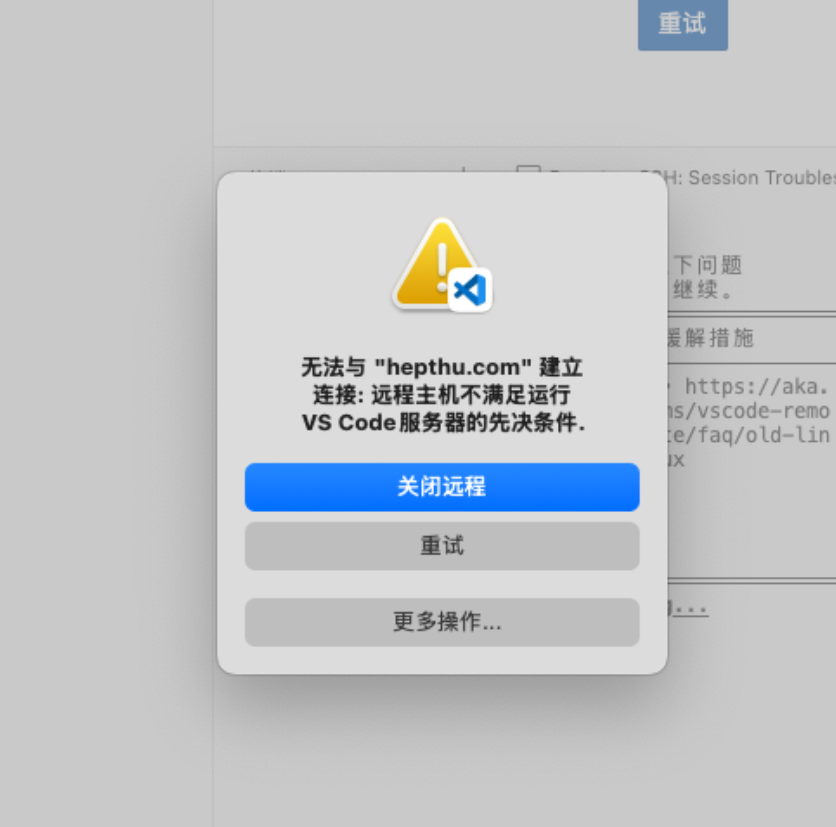 重试
SH: Session Troubles
下问题
继续。
缓解措施
https://aka.
ms/vscode-remo
te/faq/old-lin
ux
无法与 "hepthu.com" 建立
连接: 远程主机不满足运行
VS Code服务器的先决条件.
关闭远程
重试
更多操作...